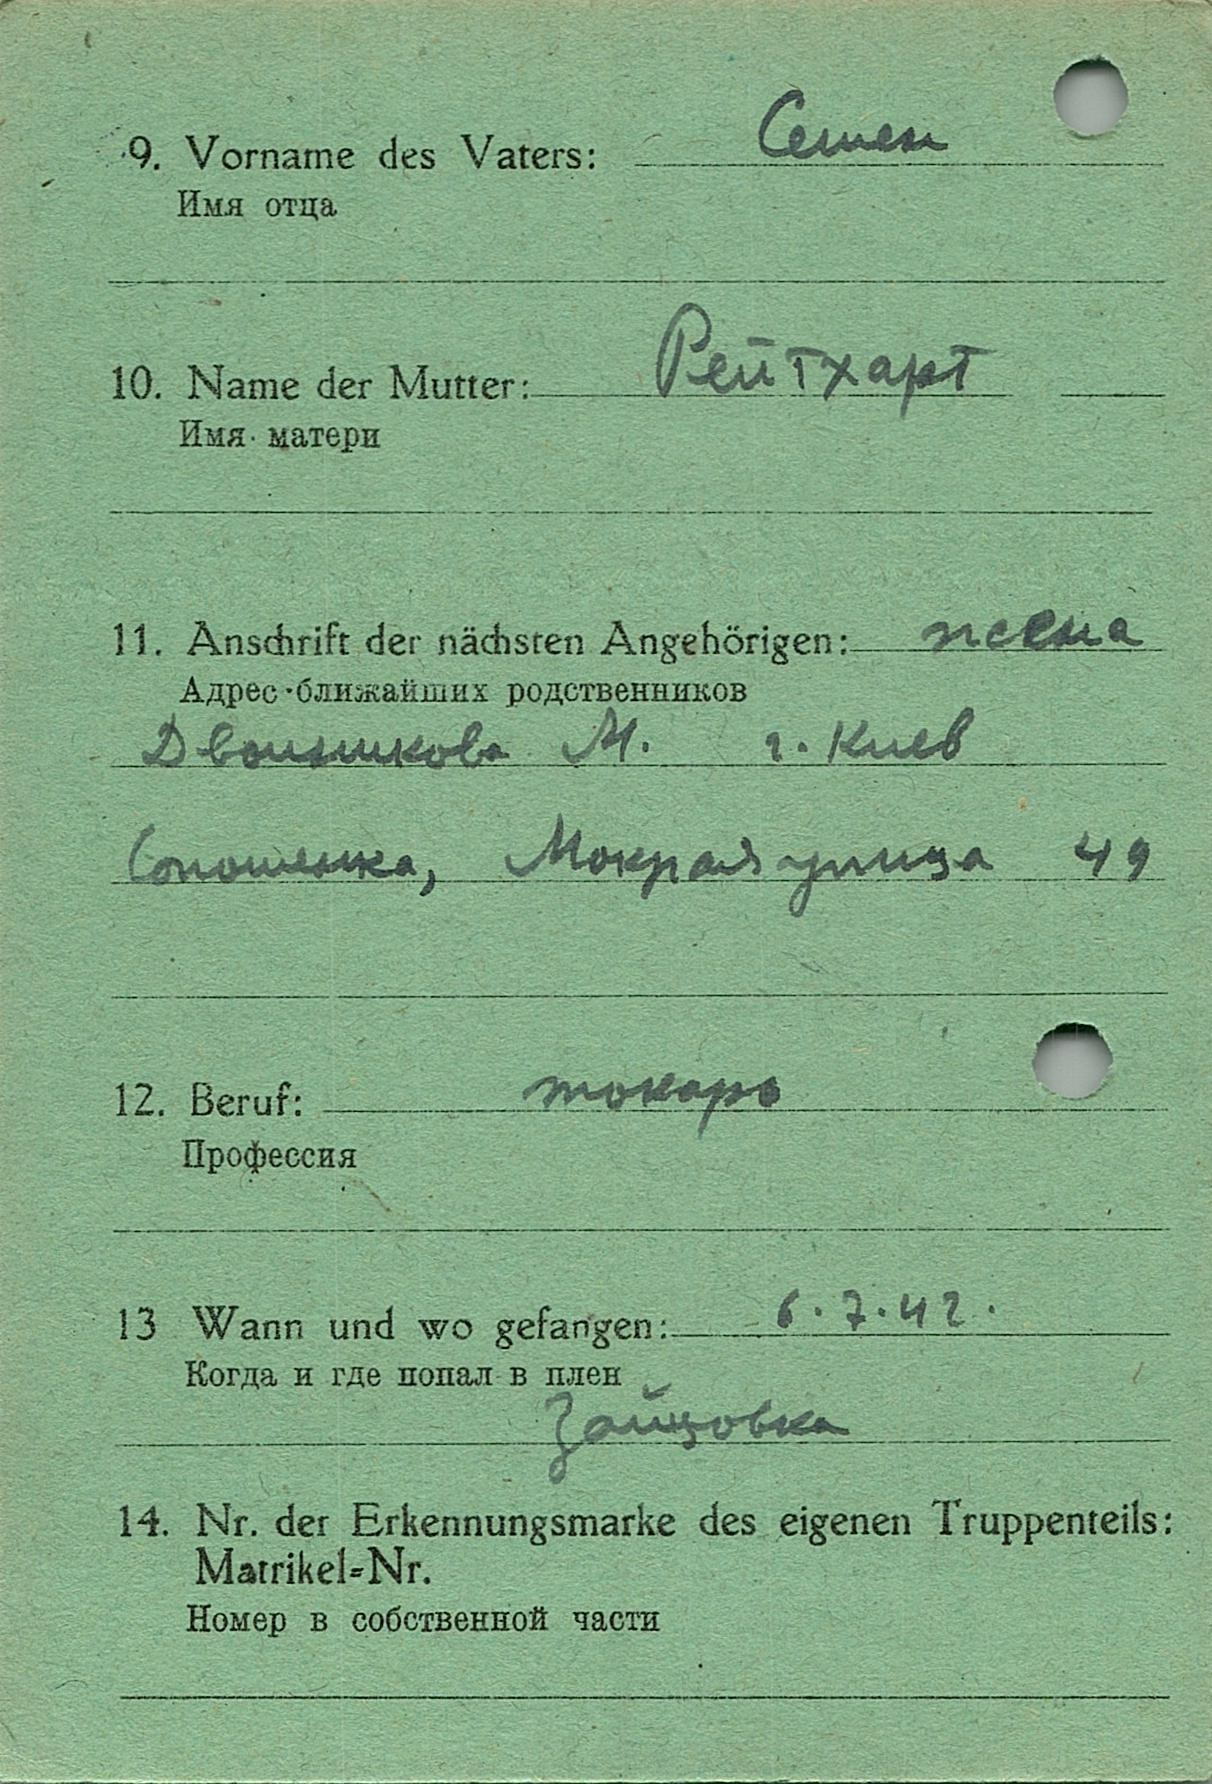 9. Vorname des Vaters: Семен
Имя отца
10. Name der Mutter: Рейтхарт
Имя матери
11. Anschrift der nächsten Angehörigen: жена
Адрес ближайших родственников
М. г. Киев
Мокрая улица 49
12. Beruf: токарь
Профессия
13 Wann und wo gefangen: 6.7.42.
Когда и где попал в плен
Зайцовка
14. Nr. der Erkennungsmarke des eigenen Truppenteils:
Matrikel-Nr.
Номер в собственной части